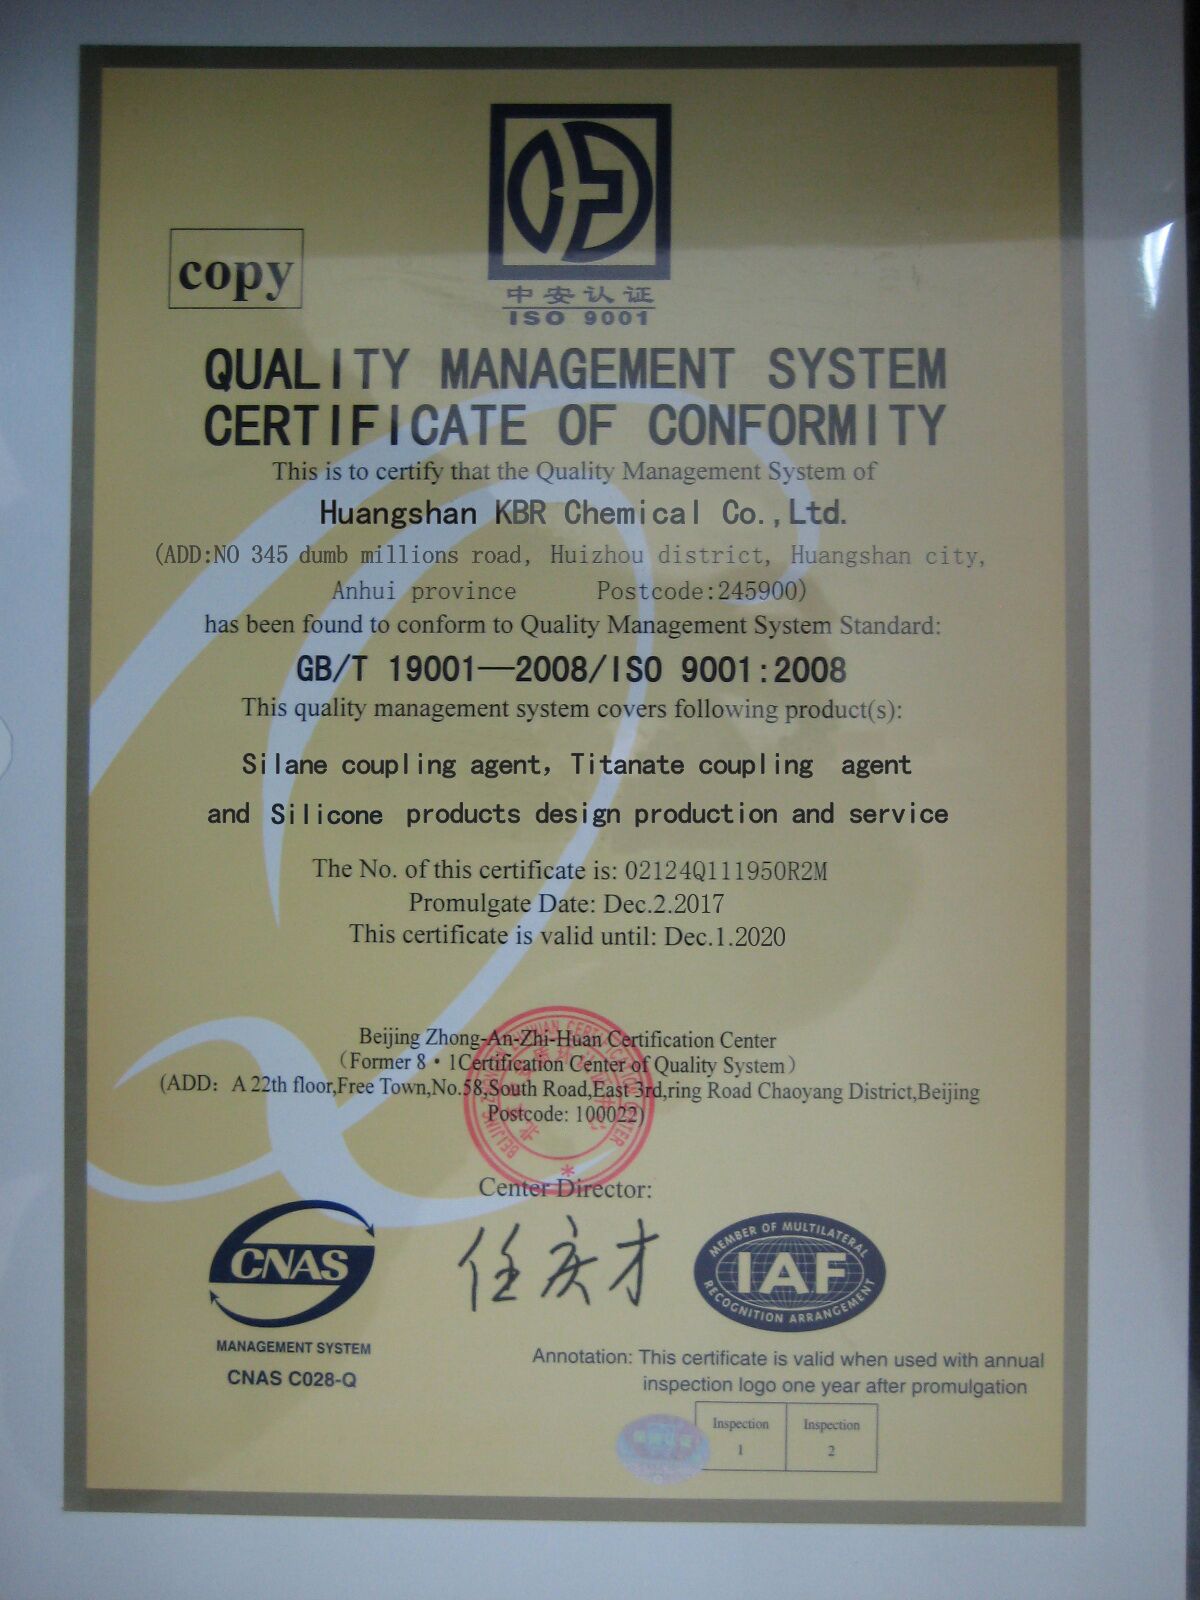 中安认证
ISO 9001
copy
QUALITY MANAGEMENT SYSTEM
CERTIFICATE OF CONFORMITY
This is to certify that the Quality Management System of
Huangshan KBR Chemical Co.,Ltd.
(ADD:NO 345 dumb millions road, Huizhou district, Huangshan city,
Anhui province Postcode:245900)
has been found to conform to Quality Management System Standard:
GB/T 19001—2008/ISO 9001:2008
This quality management system covers following product(s):
Silane coupling agent, Titanate coupling agent
and Silicone products design production and service
The No. of this certificate is: 02124Q111950R2M
Promulgate Date: Dec.2.2017
This certificate is valid until: Dec.1.2020
Beijing Zhong-An-Zhi-Huan Certification Center
(Former 8·1Certification Center of Quality System)
(ADD: A 22th floor,Free Town,No.58,South Road,East 3rd,ring Road Chaoyang District,Beijing
Postcode: 100022)
Center Director:
任庆才
CNAS
MANAGEMENT SYSTEM
CNAS C028-Q
MEMBER OF MULTILATERAL
IAF
RECOGNITION ARRANGEMENT
Annotation: This certificate is valid when used with annual
inspection logo one year after promulgation
Inspection 1
Inspection 2